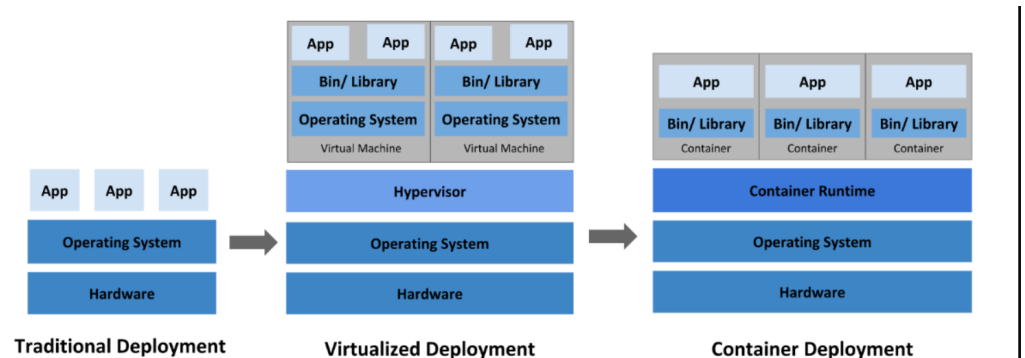 App App App
Operating System
Hardware
Traditional Deployment
App App App App
Bin/ Library Bin/ Library
Operating System Operating System
Virtual Machine Virtual Machine
Hypervisor
Operating System
Hardware
Virtualized Deployment
App App App
Bin/ Library Bin/ Library Bin/ Library
Container Container Container
Container Runtime
Operating System
Hardware
Container Deployment